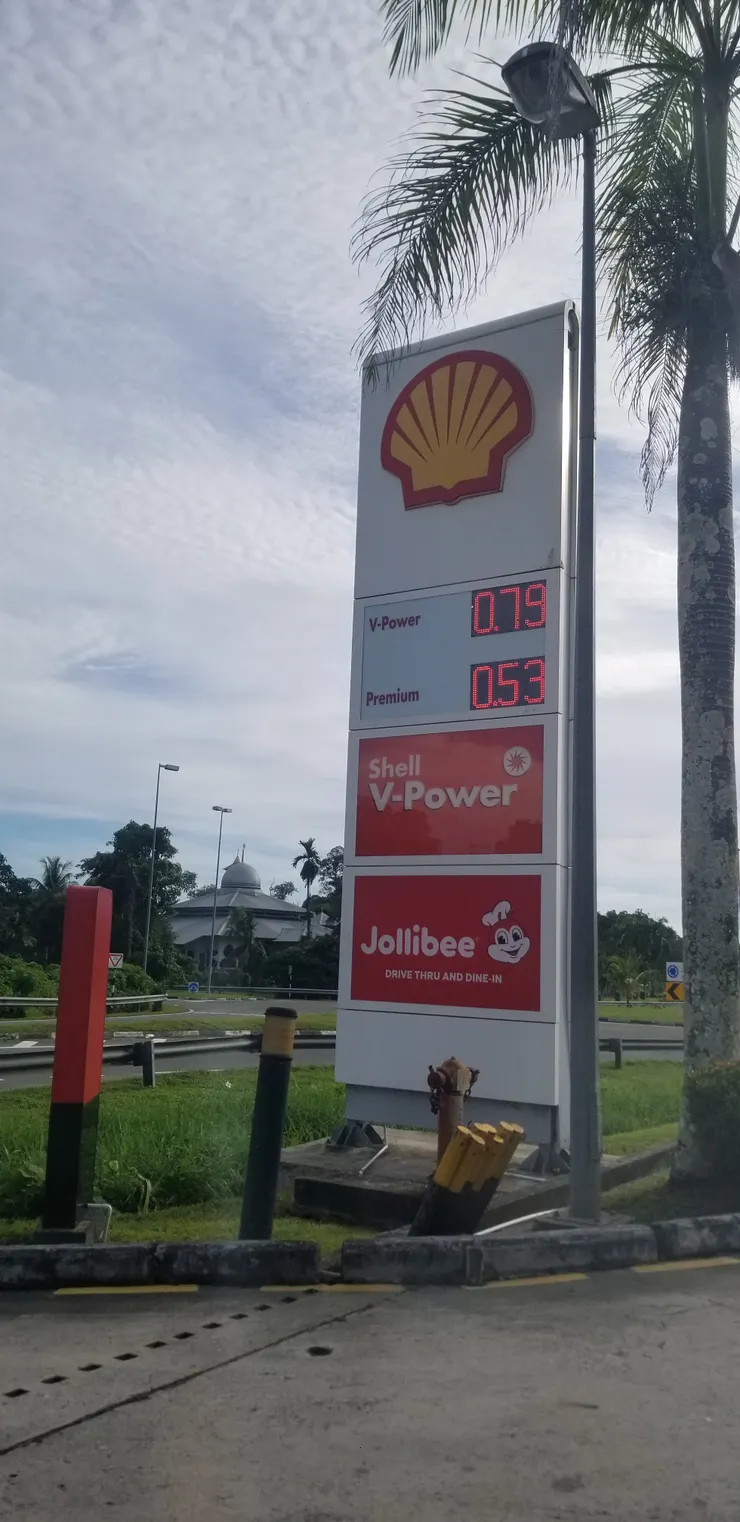 V-Power 0.79
Premium 0.53
Shell
V-Power
Jollibee
DRIVE THRU AND DINE-IN